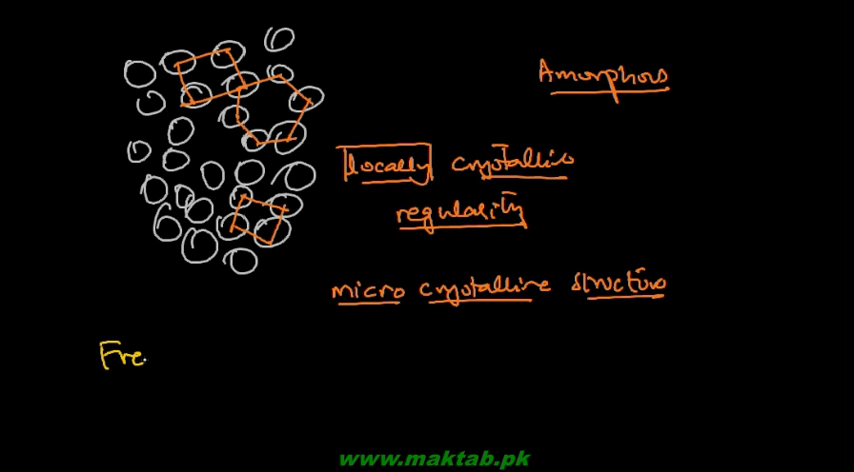 Amorphous
locally crystalline
regularity
micro crystalline structure
Fre
www.maktab.pk